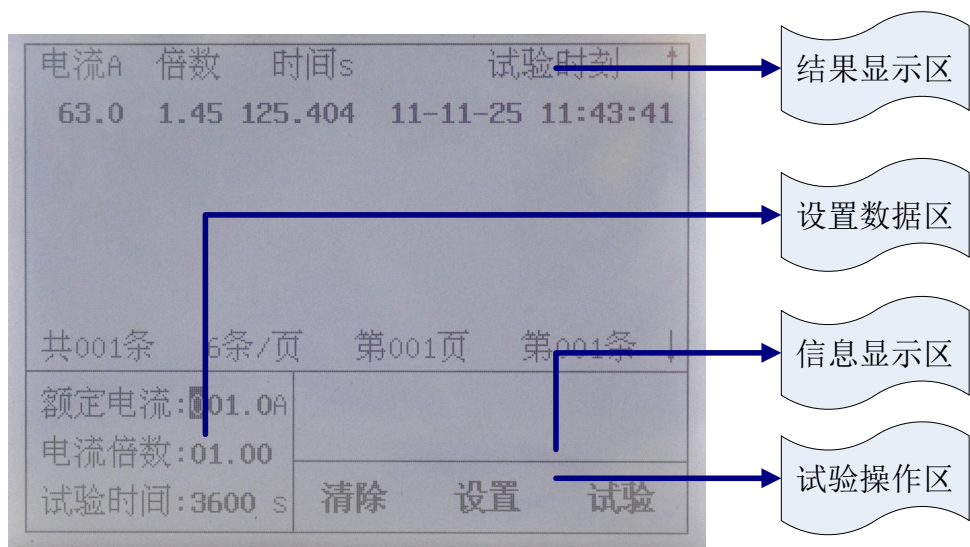 电流A 倍数 时间s 试验时刻 ↑
63.0 1.45 125.404 11-11-25 11:43:41
共001条 6条/页 第001页 第001条 ↓
额定电流:001.0A
电流倍数:01.00
试验时间:3600 s
清除 设置 试验
结果显示区
设置数据区
信息显示区
试验操作区